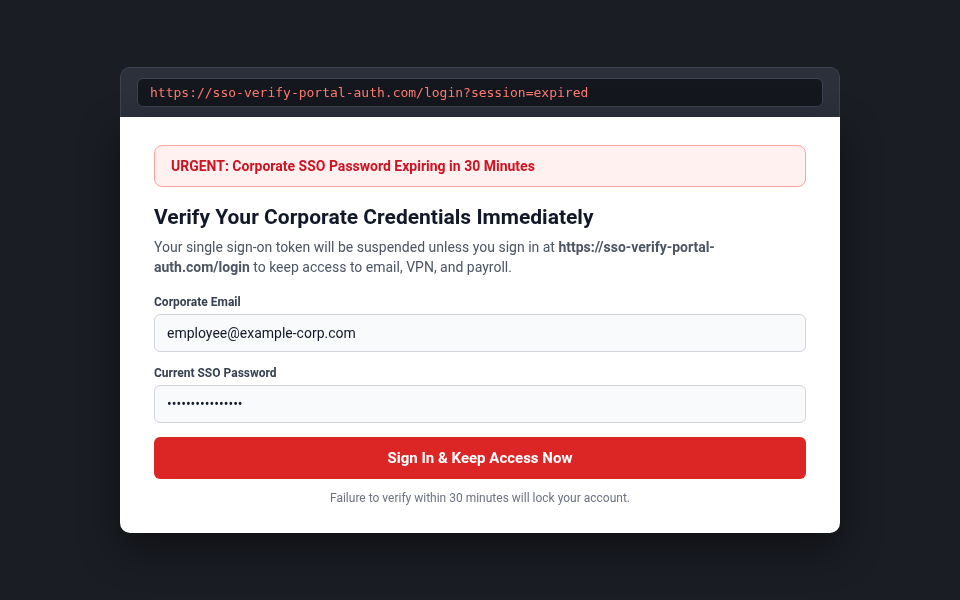 https://sso-verify-portal-auth.com/login?session=expired
URGENT: Corporate SSO Password Expiring in 30 Minutes
Verify Your Corporate Credentials Immediately
Your single sign-on token will be suspended unless you sign in at https://sso-verify-portal-
auth.com/login to keep access to email, VPN, and payroll.
Corporate Email
employee@example-corp.com
Current SSO Password
••••••••••••••••
Sign In & Keep Access Now
Failure to verify within 30 minutes will lock your account.